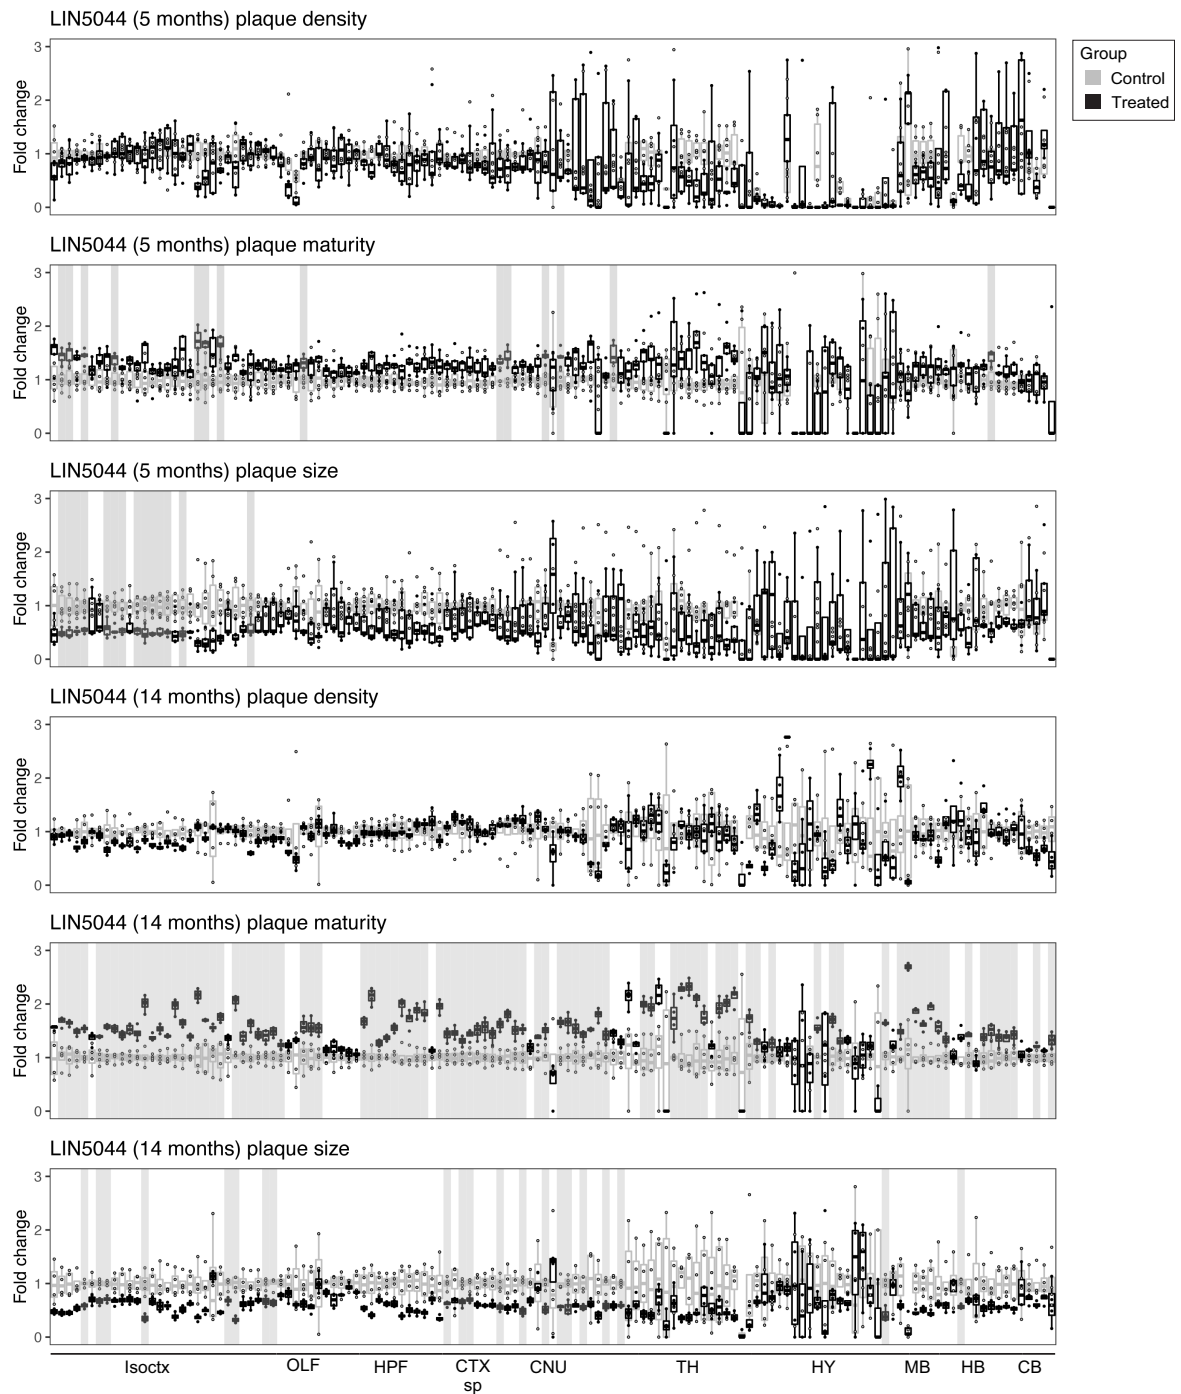 LIN5044 (5 months) plaque density
Group
Control
Treated
Fold change
3
2
1
0
LIN5044 (5 months) plaque maturity
Fold change
3
2
1
0
LIN5044 (5 months) plaque size
Fold change
3
2
1
0
LIN5044 (14 months) plaque density
Fold change
3
2
1
0
LIN5044 (14 months) plaque maturity
Fold change
3
2
1
0
LIN5044 (14 months) plaque size
Fold change
3
2
1
0
Isoctx OLF HPF CTX CNU TH HY MB HB CB
sp